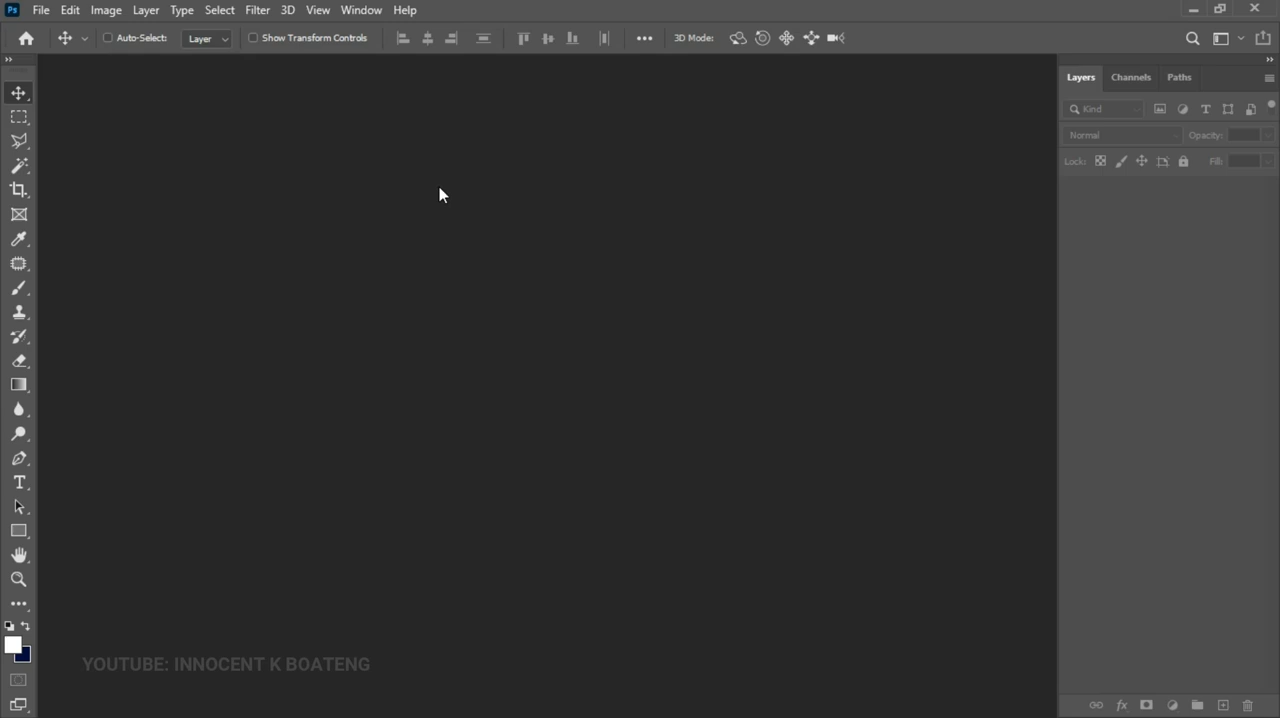 Ps File Edit Image Layer Type Select Filter 3D View Window Help
Auto-Select: Layer Show Transform Controls 3D Mode:
Layers Channels Paths
Kind
Normal Opacity:
Lock: Fill:
YOUTUBE: INNOCENT K BOATENG